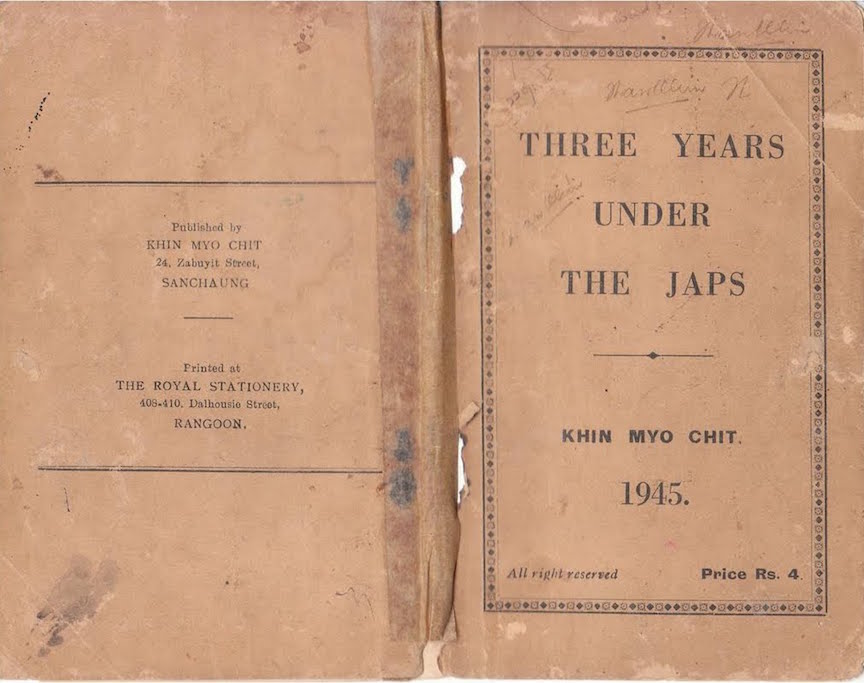 Published by
KHIN MYO CHIT
24, Zabuyit Street,
SANCHAUNG
Printed at
THE ROYAL STATIONERY,
408-410, Dalhousie Street,
RANGOON.
THREE YEARS
UNDER
THE JAPS
KHIN MYO CHIT.
1945.
All right reserved
Price Rs. 4.